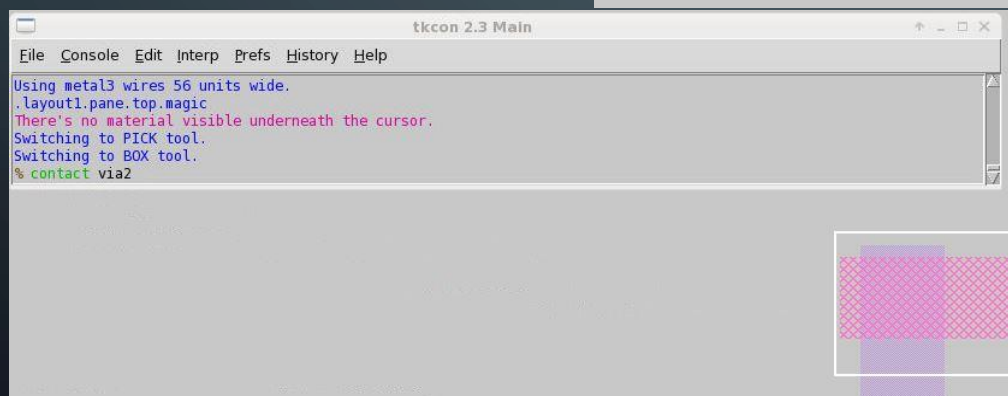 tkcon 2.3 Main
File Console Edit Interp Prefs History Help
Using metal3 wires 56 units wide.
.layout1.pane.top.magic
There's no material visible underneath the cursor.
Switching to PICK tool.
Switching to BOX tool.
% contact via2